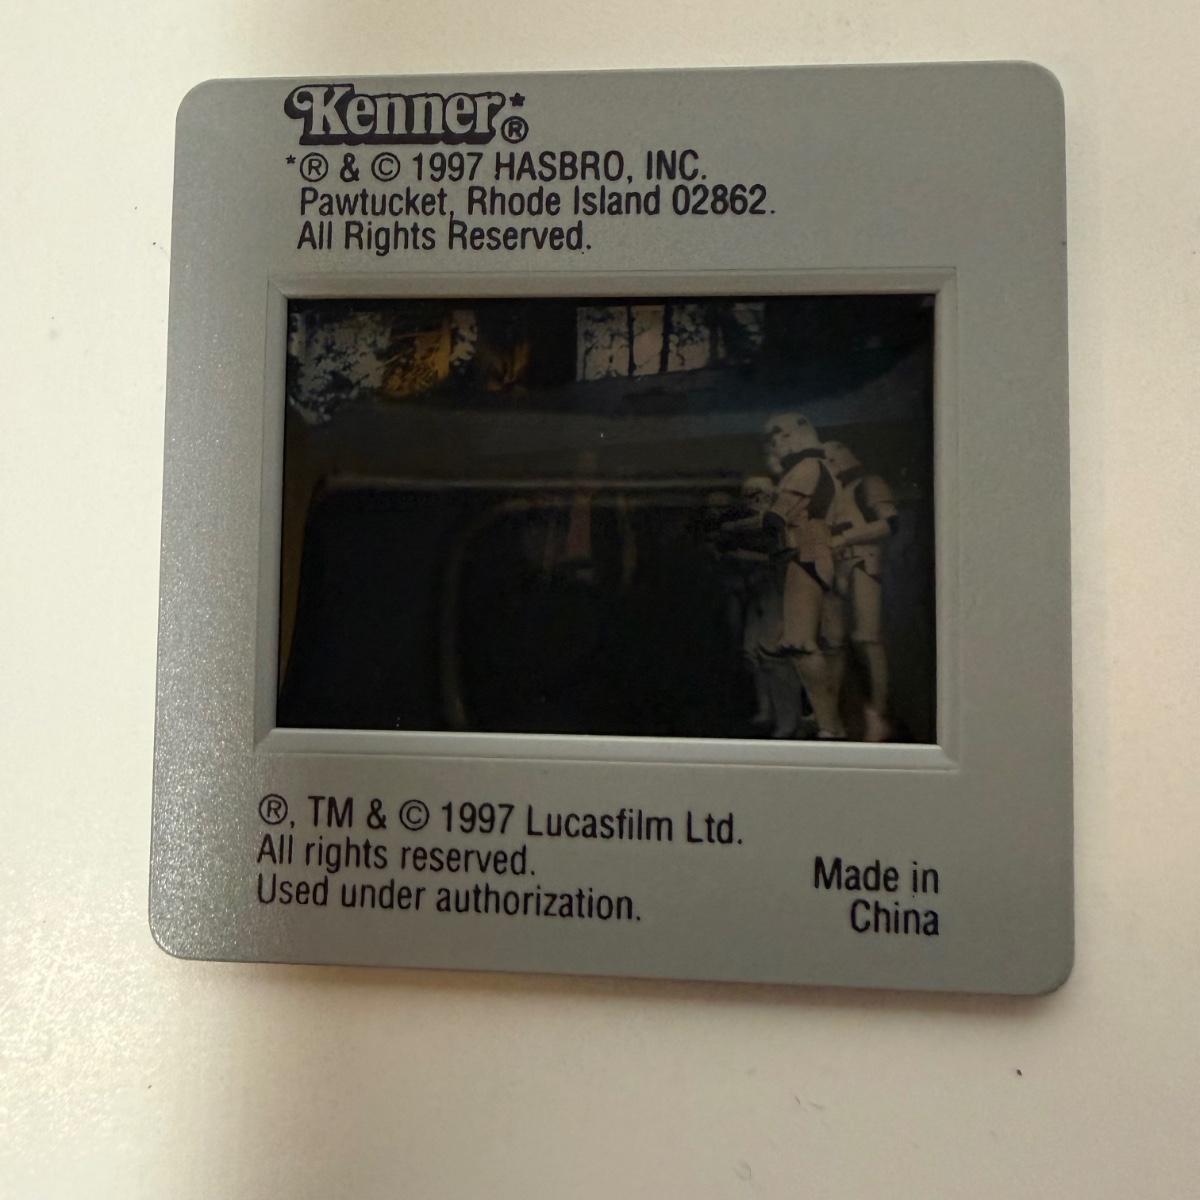 Kenner*®
*® & © 1997 HASBRO, INC.
Pawtucket, Rhode Island 02862.
All Rights Reserved.
®, TM & © 1997 Lucasfilm Ltd.
All rights reserved.
Used under authorization.
Made in
China